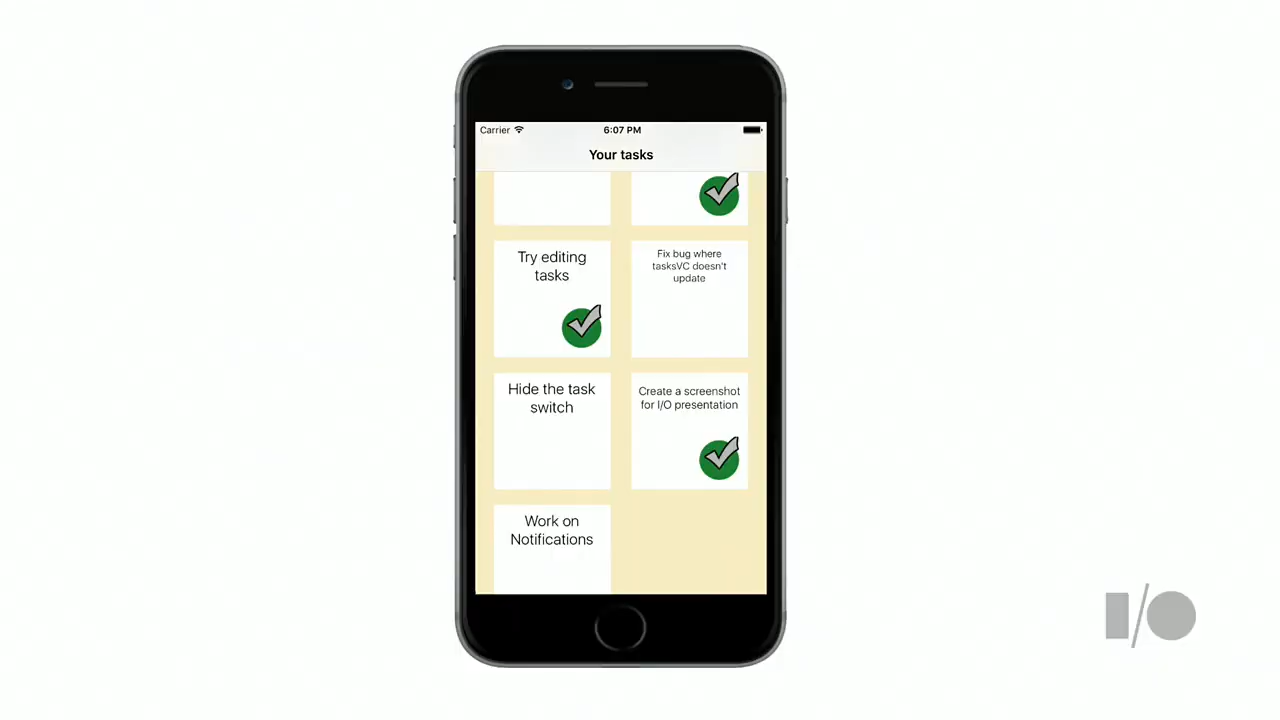 Carrier
6:07 PM
Your tasks
Try editing
tasks
Fix bug where
tasksVC doesn't
update
Hide the task
switch
Create a screenshot
for I/O presentation
Work on
Notifications
I/O